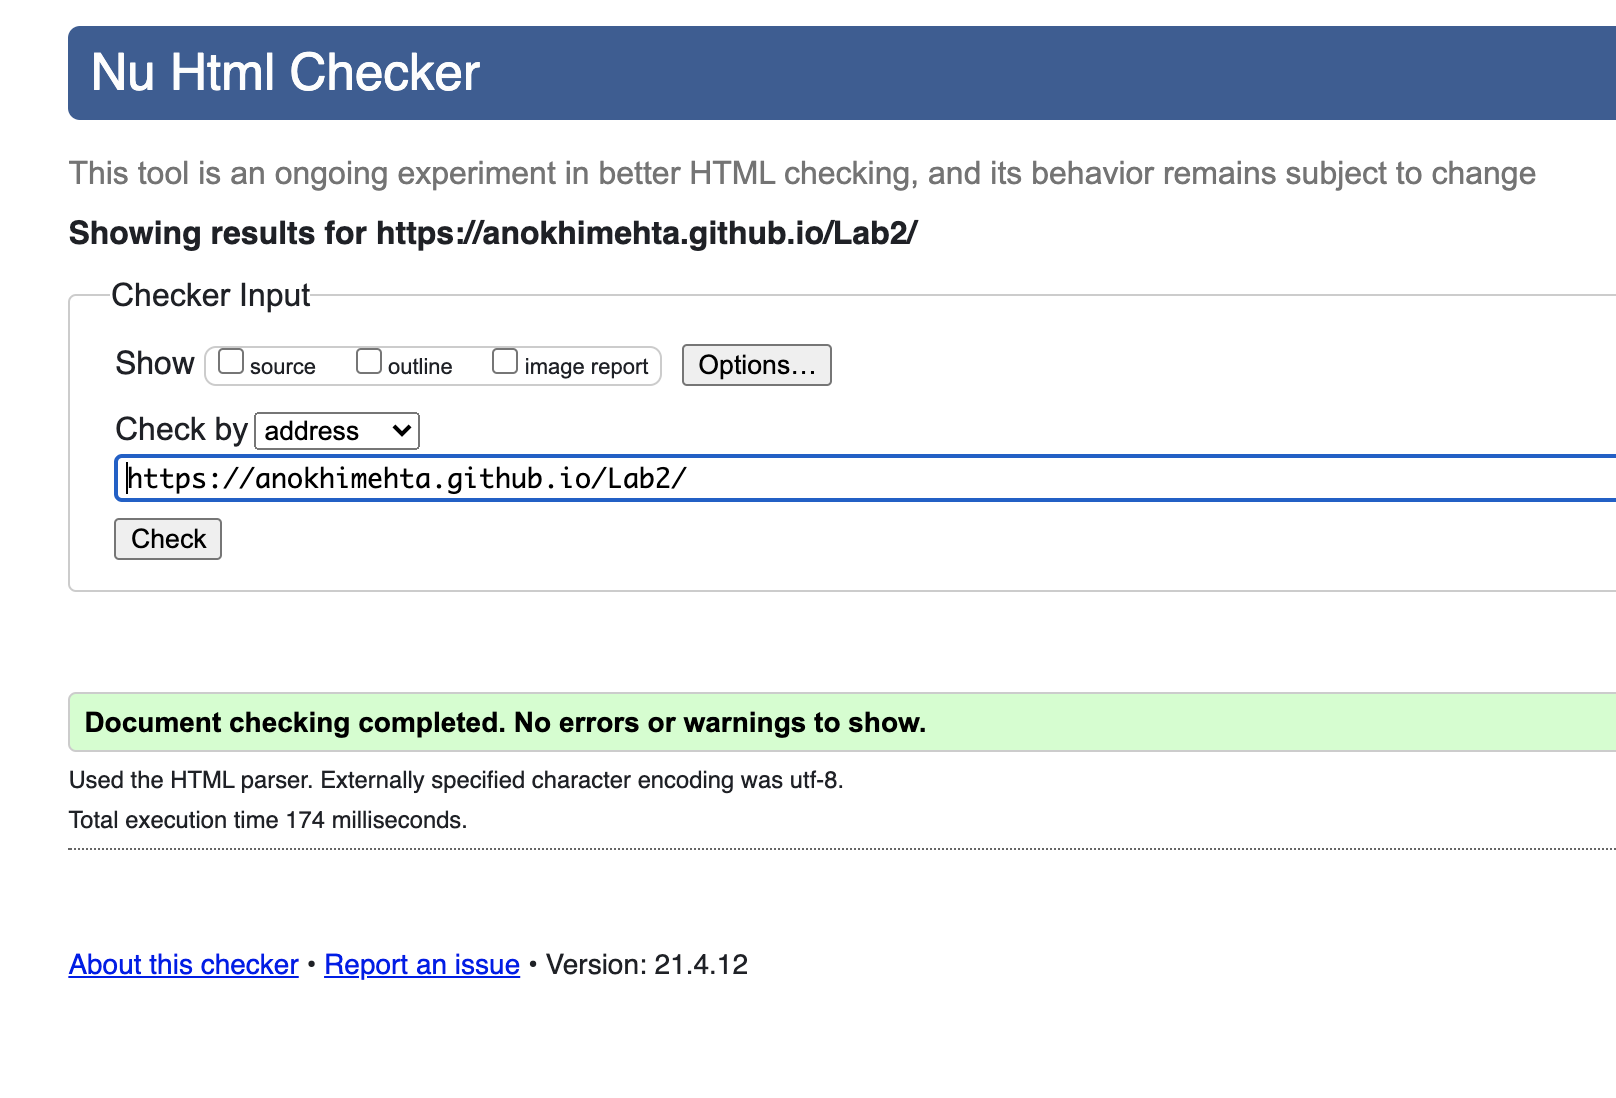 Nu Html Checker
This tool is an ongoing experiment in better HTML checking, and its behavior remains subject to change
Showing results for https://anokhimehta.github.io/Lab2/
Checker Input
Show source outline image report Options...
Check by address
https://anokhimehta.github.io/Lab2/
Check
Document checking completed. No errors or warnings to show.
Used the HTML parser. Externally specified character encoding was utf-8.
Total execution time 174 milliseconds.
About this checker • Report an issue • Version: 21.4.12